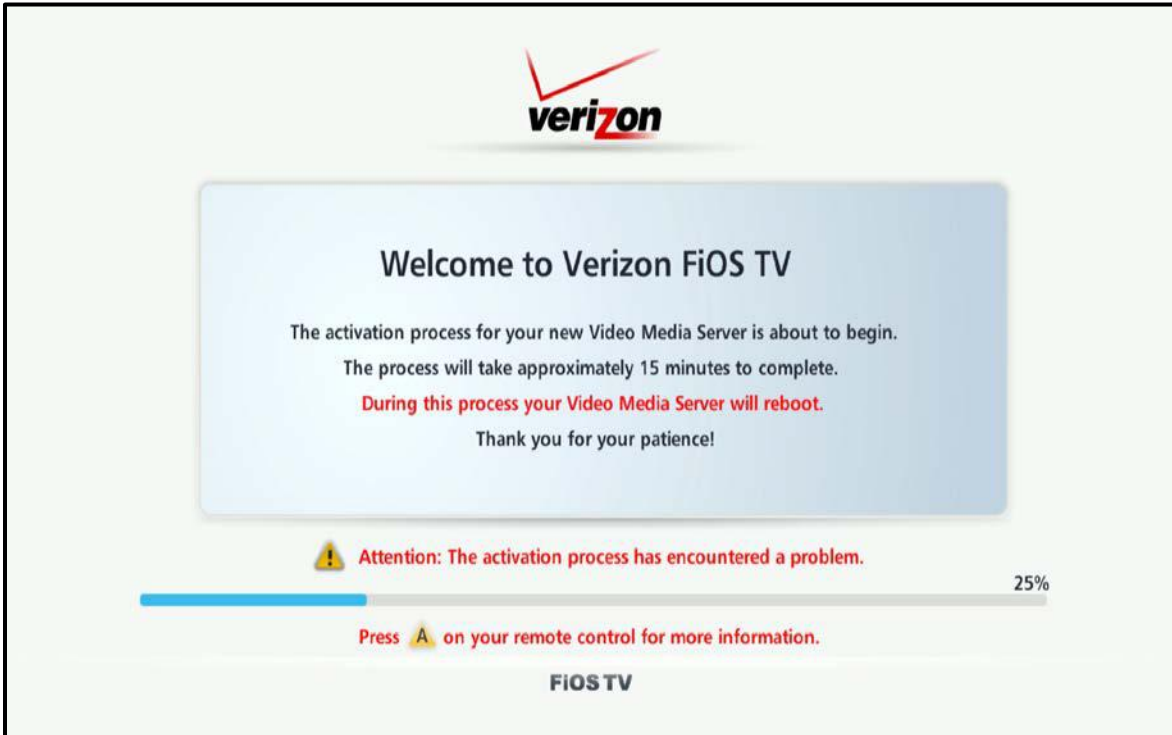 verizon
Welcome to Verizon FiOS TV
The activation process for your new Video Media Server is about to begin.
The process will take approximately 15 minutes to complete.
During this process your Video Media Server will reboot.
Thank you for your patience!
Attention: The activation process has encountered a problem.
25%
Press A on your remote control for more information.
FiOS TV